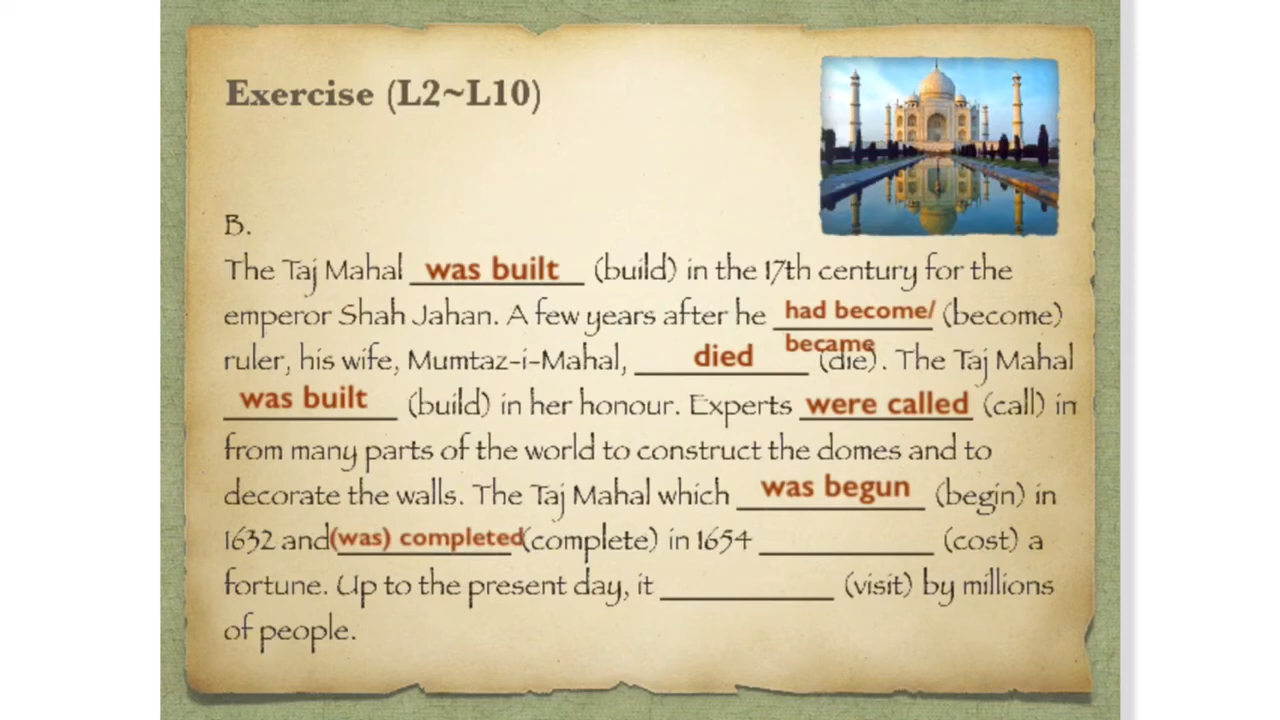 Exercise (L2~L10)
B.
The Taj Mahal was built (build) in the 17th century for the
emperor Shah Jahan. A few years after he had become/ (become)
became
ruler, his wife, Mumtaz-i-Mahal, died (die). The Taj Mahal
was built (build) in her honour. Experts were called (call) in
from many parts of the world to construct the domes and to
decorate the walls. The Taj Mahal which was begun (begin) in
1632 and (was) completed (complete) in 1654 __________ (cost) a
fortune. Up to the present day, it __________ (visit) by millions
of people.